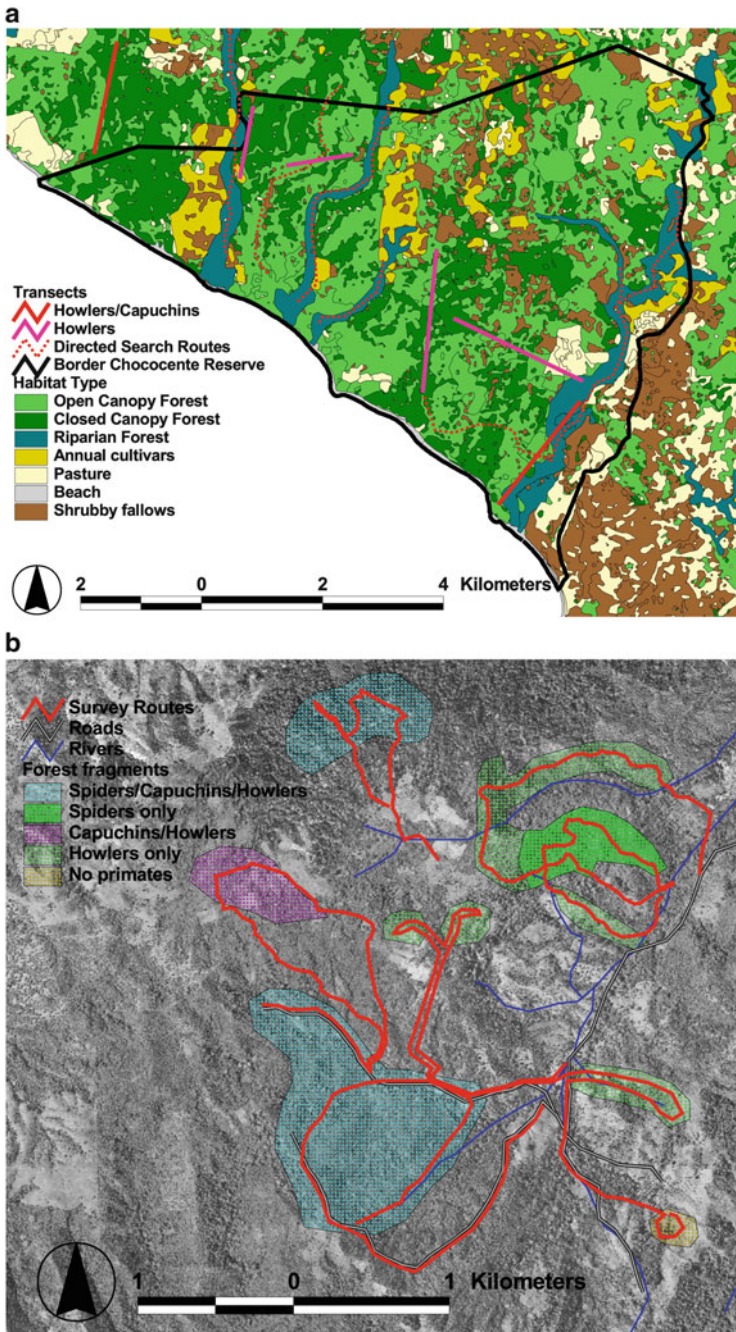 a
Transects
Howlers/Capuchins
Howlers
Directed Search Routes
Border Chococente Reserve
Habitat Type
Open Canopy Forest
Closed Canopy Forest
Riparian Forest
Annual cultivars
Pasture
Beach
Shrubby fallows
2 0 2 4 Kilometers
b
Survey Routes
Roads
Rivers
Forest fragments
Spiders/Capuchins/Howlers
Spiders only
Capuchins/Howlers
Howlers only
No primates
1 0 1 Kilometers